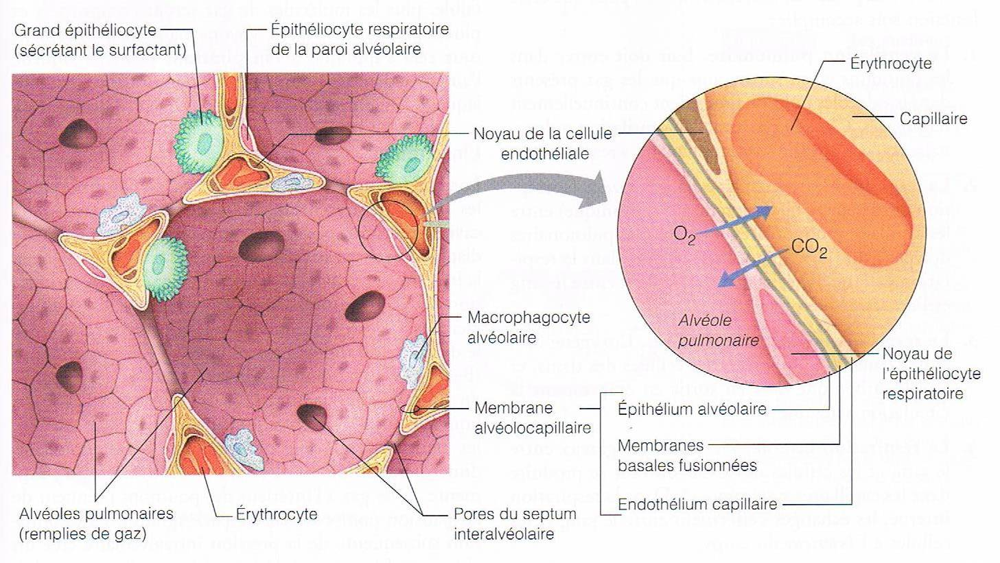 Grand épithéliocyte
(sécrétant le surfactant)
Épithéliocyte respiratoire
de la paroi alvéolaire
Érythrocyte
Capillaire
Noyau de la cellule
endothéliale
O2
CO2
Alvéole
pulmonaire
Macrophagocyte
alvéolaire
Noyau de
l'épithéliocyte
respiratoire
Membrane
alvéolocapillaire
Épithélium alvéolaire
Membranes
basales fusionnées
Endothélium capillaire
Alvéoles pulmonaires
(remplies de gaz)
Érythrocyte
Pores du septum
interalvéolaire